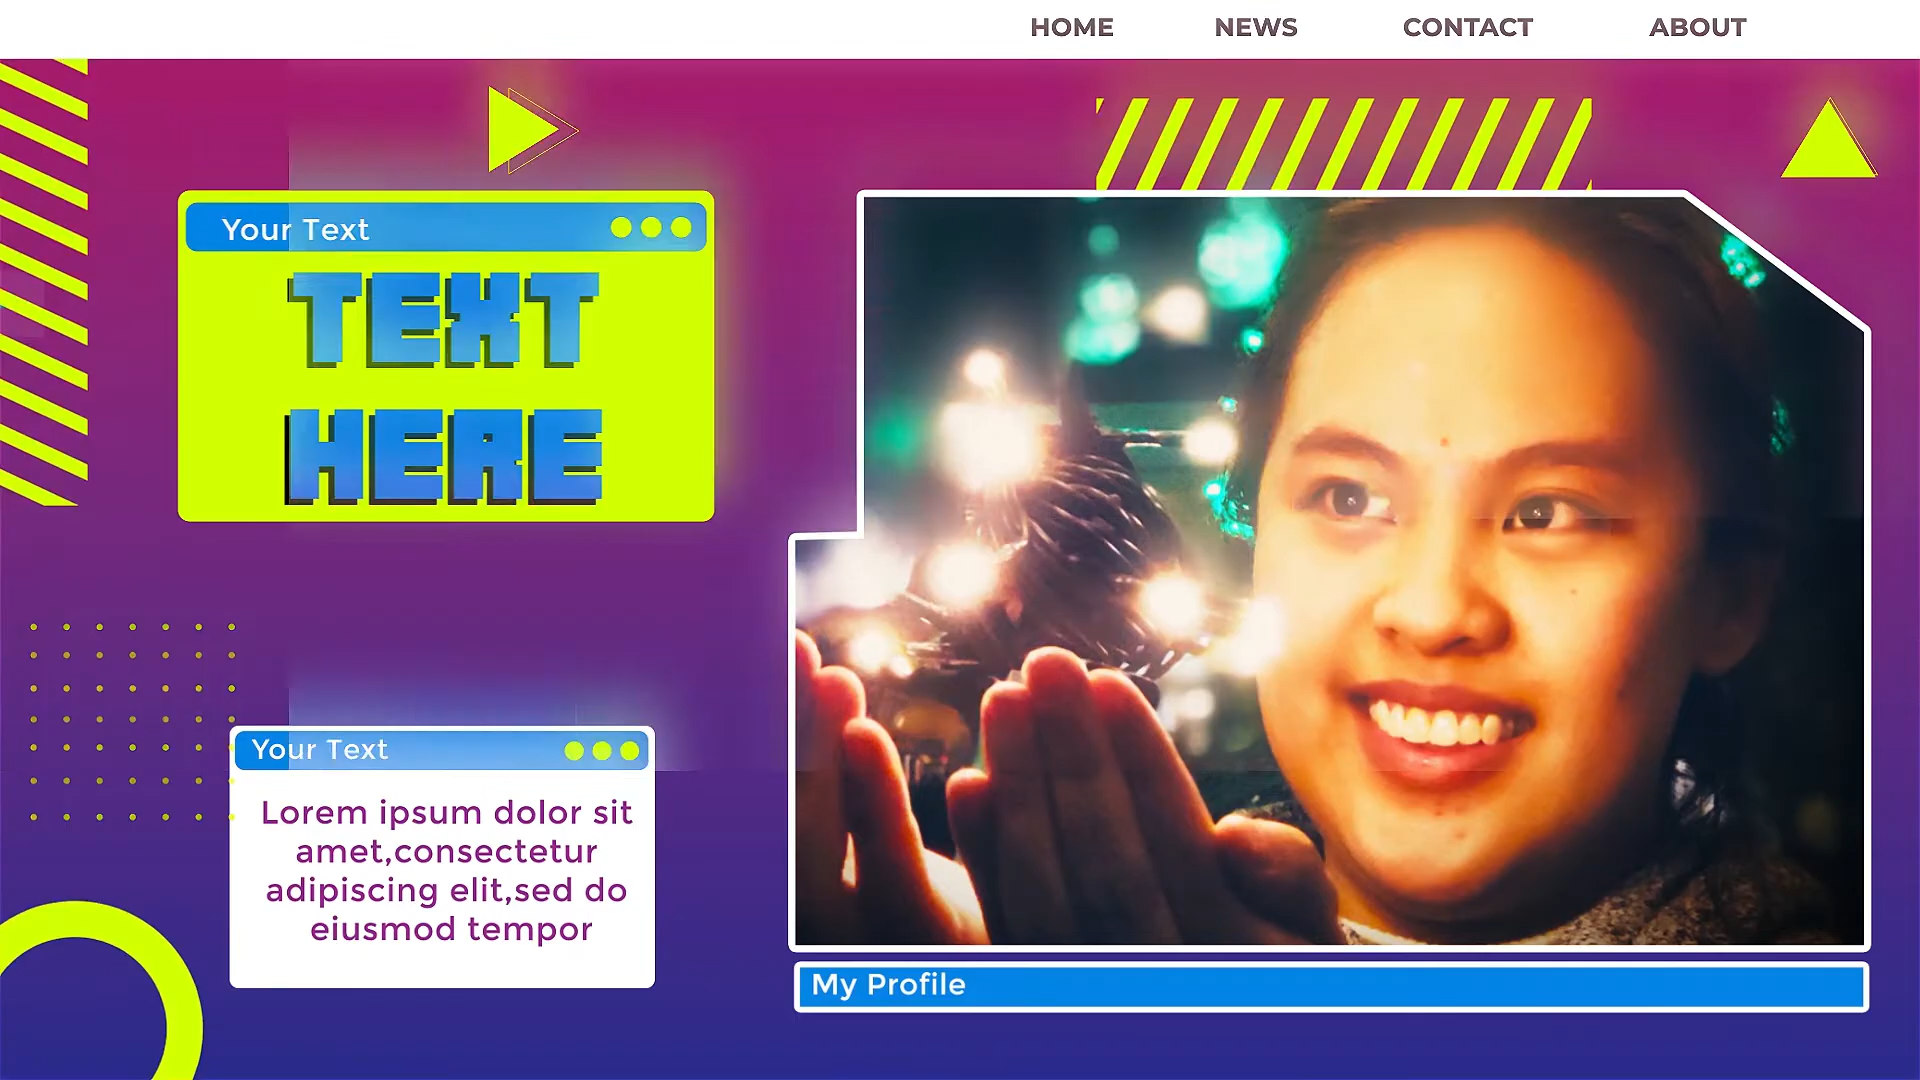 HOME NEWS CONTACT ABOUT
Your Text
TEXT
HERE
Your Text
Lorem ipsum dolor sit
amet,consectetur
adipiscing elit,sed do
eiusmod tempor
My Profile